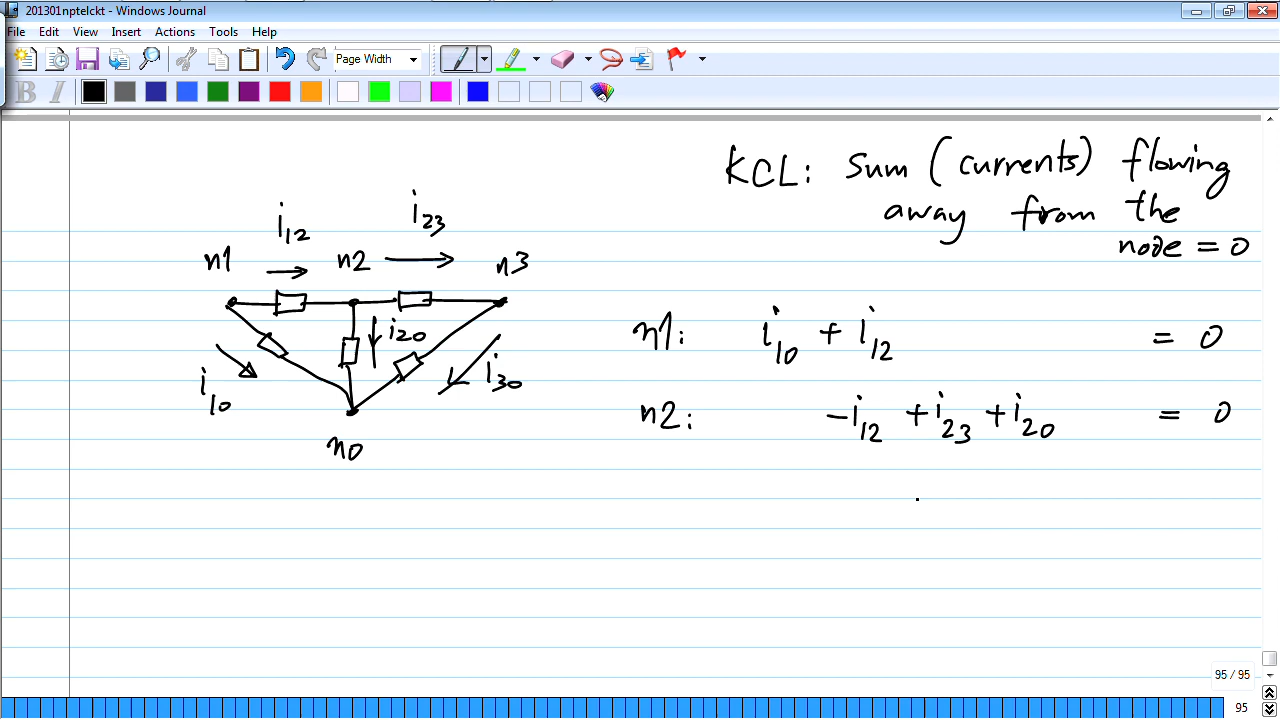 201301nptelckt - Windows Journal
File Edit View Insert Actions Tools Help
Page Width
B I
KCL: Sum (currents) flowing
away from the
node = 0
i12
i23
n1 n2 n3
i20
i10
i30
n0
n1: i10 + i12 = 0
n2: -i12 + i23 + i20 = 0
95 / 95
95